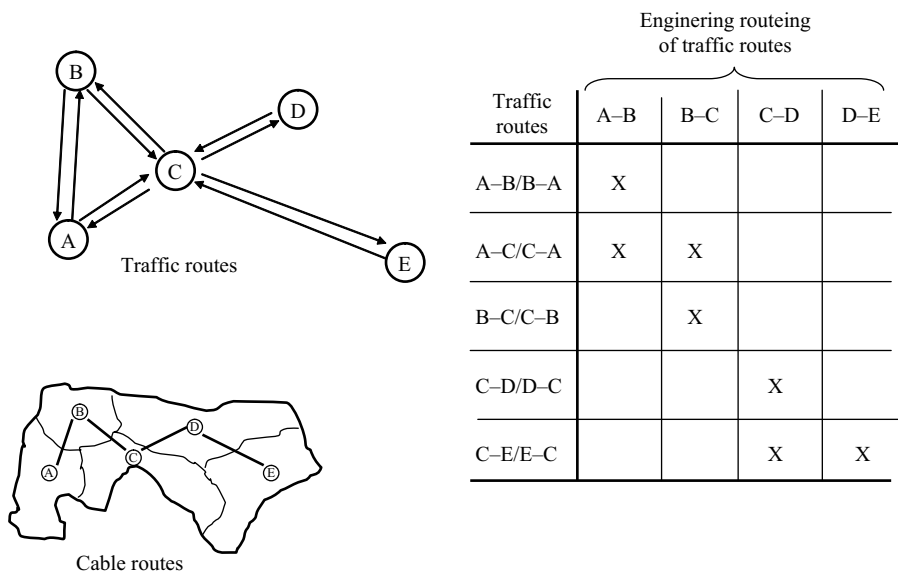 B
D
C
A
E
Traffic routes
B
D
C
A
E
Cable routes
Enginering routeing
of traffic routes
Traffic
routes
A–B B–C C–D D–E
A–B/B–A X
A–C/C–A X X
B–C/C–B X
C–D/D–C X
C–E/E–C X X